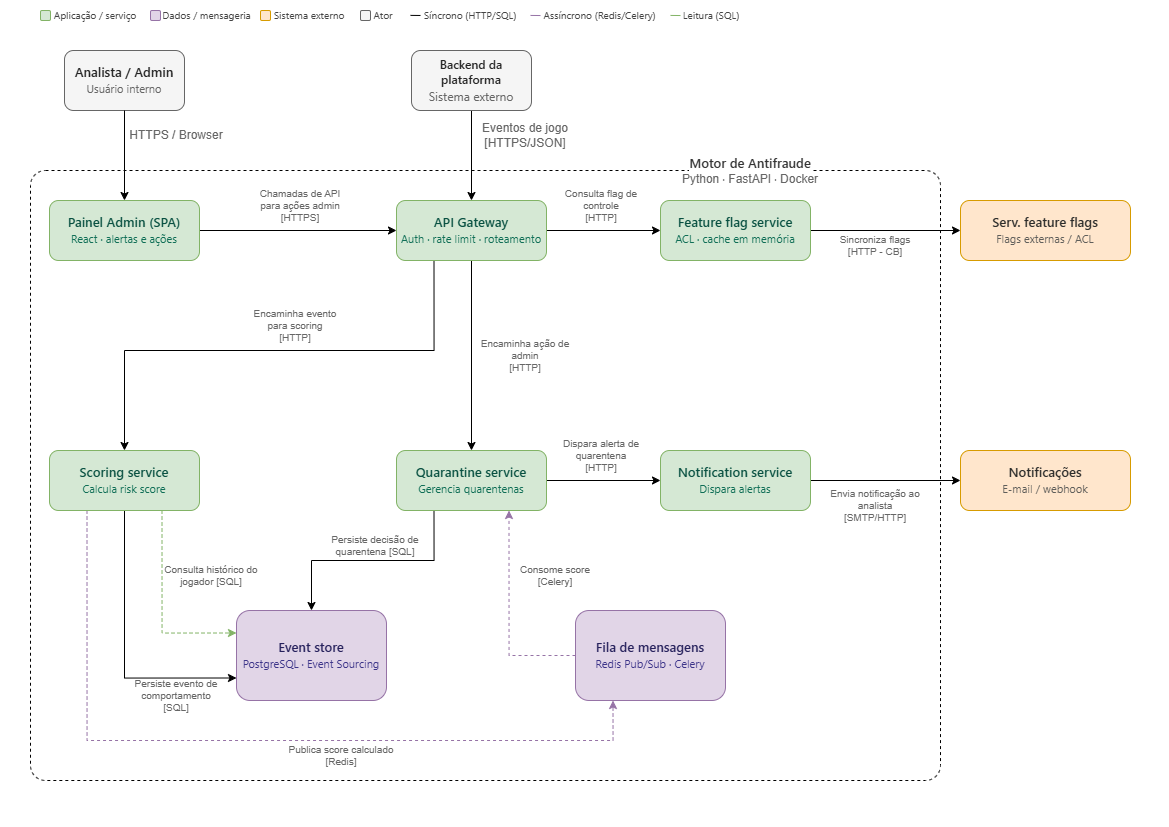 Aplicação / serviço
Dados / mensageria
Sistema externo
Ator
Síncrono (HTTP/SQL)
Assíncrono (Redis/Celery)
Leitura (SQL)
Analista / Admin
Usuário interno
Backend da
plataforma
Sistema externo
HTTPS / Browser
Eventos de jogo
[HTTPS/JSON]
Motor de Antifraude
Python · FastAPI · Docker
Painel Admin (SPA)
React · alertas e ações
Chamadas de API
para ações admin
[HTTPS]
API Gateway
Auth · rate limit · roteamento
Consulta flag de
controle
[HTTP]
Feature flag service
ACL · cache em memória
Sincroniza flags
[HTTP - CB]
Serv. feature flags
Flags externas / ACL
Encaminha evento
para scoring
[HTTP]
Encaminha ação de
admin
[HTTP]
Scoring service
Calcula risk score
Quarantine service
Gerencia quarentenas
Dispara alerta de
quarentena
[HTTP]
Notification service
Dispara alertas
Envia notificação ao
analista
[SMTP/HTTP]
Notificações
E-mail / webhook
Persiste decisão de
quarentena [SQL]
Consulta histórico do
jogador [SQL]
Consome score
[Celery]
Event store
PostgreSQL · Event Sourcing
Fila de mensagens
Redis Pub/Sub · Celery
Persiste evento de
comportamento
[SQL]
Publica score calculado
[Redis]